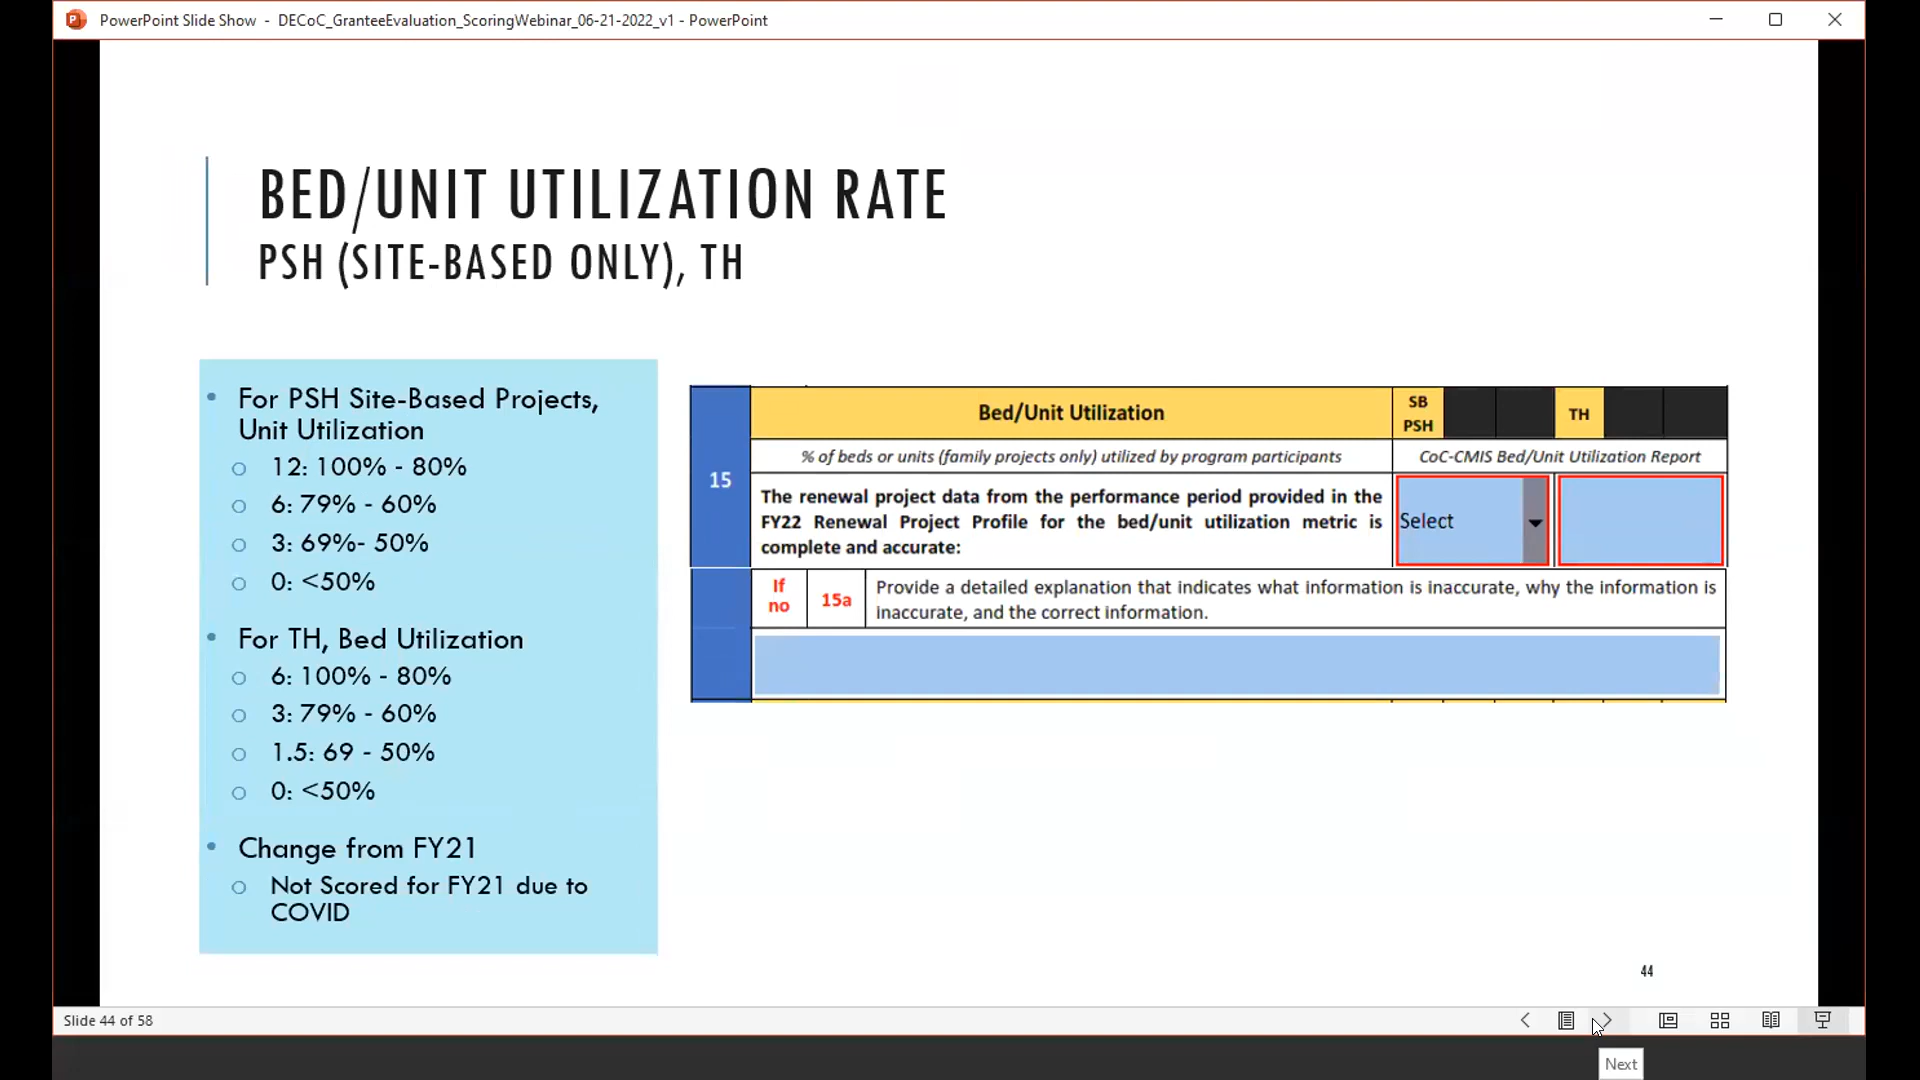 PowerPoint Slide Show - DECoC_GranteeEvaluation_ScoringWebinar_06-21-2022_v1 - PowerPoint
BED/UNIT UTILIZATION RATE
PSH (SITE-BASED ONLY), TH
• For PSH Site-Based Projects,
Unit Utilization
o 12: 100% - 80%
o 6: 79% - 60%
o 3: 69%- 50%
o 0: <50%
• For TH, Bed Utilization
o 6: 100% - 80%
o 3: 79% - 60%
o 1.5: 69 - 50%
o 0: <50%
• Change from FY21
o Not Scored for FY21 due to
COVID
15
Bed/Unit Utilization
SB
PSH
TH
% of beds or units (family projects only) utilized by program participants
CoC-CMIS Bed/Unit Utilization Report
The renewal project data from the performance period provided in the
FY22 Renewal Project Profile for the bed/unit utilization metric is
complete and accurate:
Select
If
no
15a
Provide a detailed explanation that indicates what information is inaccurate, why the information is
inaccurate, and the correct information.
44
Slide 44 of 58
Next